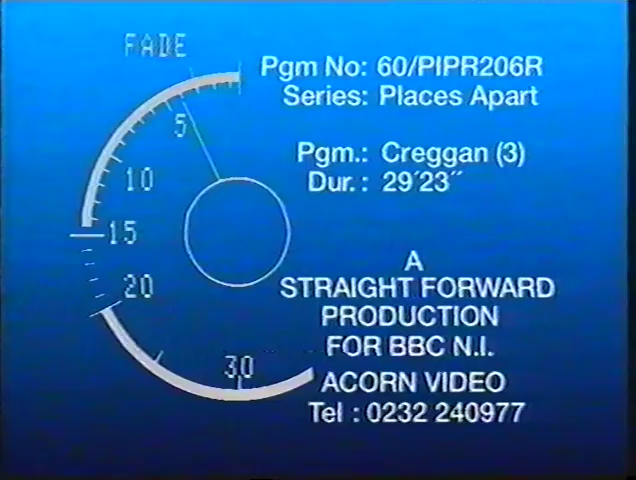 FADE
Pgm No: 60/PIPR206R
Series: Places Apart
5
Pgm.: Creggan (3)
10
Dur.: 29′23″
15
A
20
STRAIGHT FORWARD
PRODUCTION
FOR BBC N.I.
30
ACORN VIDEO
Tel : 0232 240977